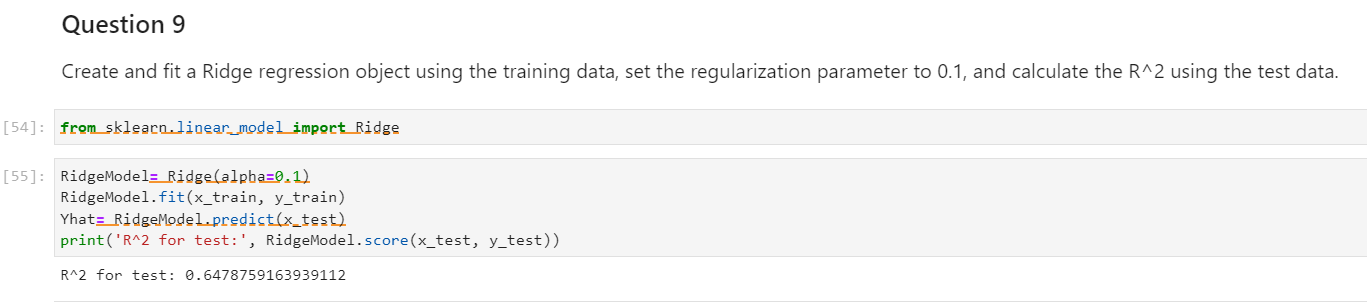 Question 9
Create and fit a Ridge regression object using the training data, set the regularization parameter to 0.1, and calculate the R^2 using the test data.
[54]: from sklearn.linear_model import Ridge
[55]: RidgeModel= Ridge(alpha=0.1)
RidgeModel.fit(x_train, y_train)
Yhat= RidgeModel.predict(x_test)
print('R^2 for test:', RidgeModel.score(x_test, y_test))
R^2 for test: 0.6478759163939112